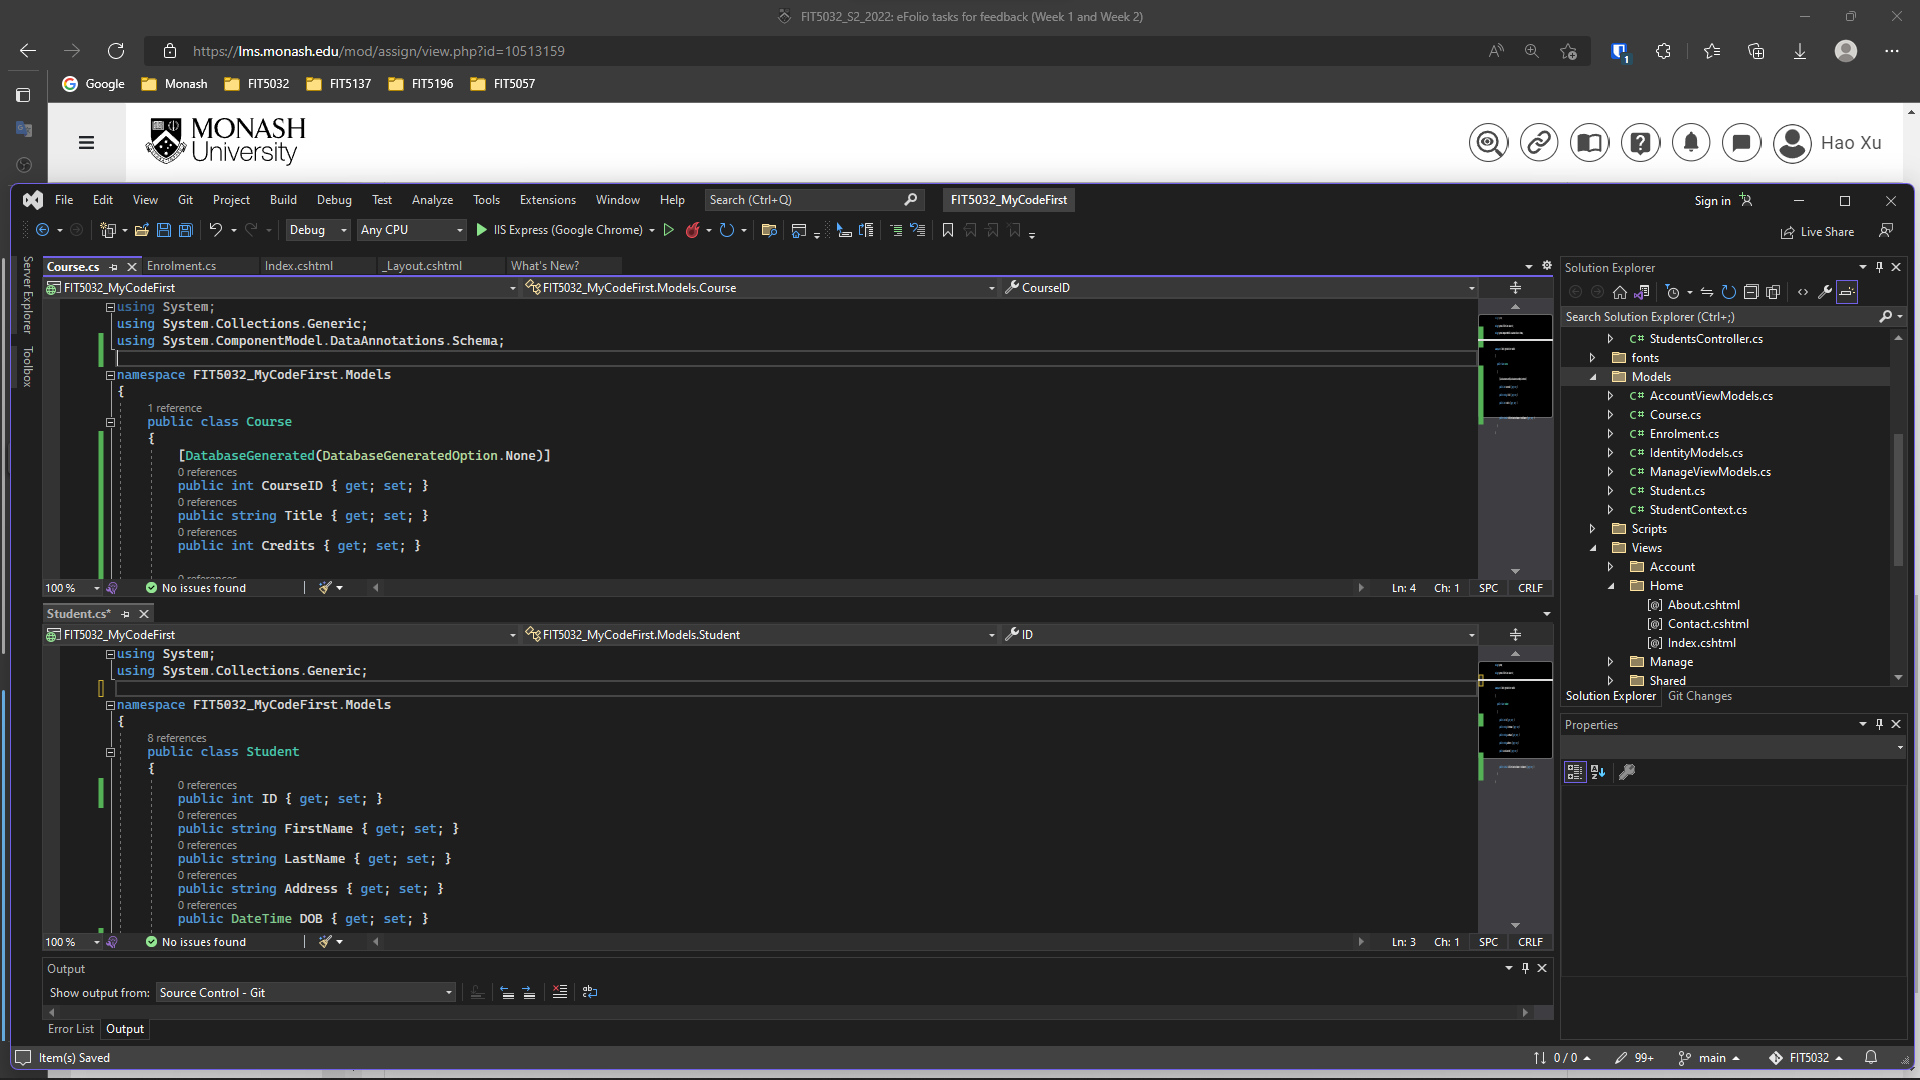 FIT5032_S2_2022: eFolio tasks for feedback (Week 1 and Week 2)
https://lms.monash.edu/mod/assign/view.php?id=10513159
Google Monash FIT5032 FIT5137 FIT5196 FIT5057
MONASH University
Hao Xu
File Edit View Git Project Build Debug Test Analyze Tools Extensions Window Help Search (Ctrl+Q) FIT5032_MyCodeFirst Sign in
Debug Any CPU IIS Express (Google Chrome) Live Share
Server Explorer
Toolbox
Course.cs Enrolment.cs Index.cshtml _Layout.cshtml What's New?
FIT5032_MyCodeFirst FIT5032_MyCodeFirst.Models.Course CourseID
using System;
using System.Collections.Generic;
using System.ComponentModel.DataAnnotations.Schema;
namespace FIT5032_MyCodeFirst.Models
{
1 reference
public class Course
{
[DatabaseGenerated(DatabaseGeneratedOption.None)]
0 references
public int CourseID { get; set; }
0 references
public string Title { get; set; }
0 references
public int Credits { get; set; }
0 references
100 % No issues found Ln: 4 Ch: 1 SPC CRLF
Student.cs*
FIT5032_MyCodeFirst FIT5032_MyCodeFirst.Models.Student ID
using System;
using System.Collections.Generic;
namespace FIT5032_MyCodeFirst.Models
{
8 references
public class Student
{
0 references
public int ID { get; set; }
0 references
public string FirstName { get; set; }
0 references
public string LastName { get; set; }
0 references
public string Address { get; set; }
0 references
public DateTime DOB { get; set; }
100 % No issues found Ln: 3 Ch: 1 SPC CRLF
Output
Show output from: Source Control - Git
Error List Output
Solution Explorer
Search Solution Explorer (Ctrl+;)
C# StudentsController.cs
fonts
Models
C# AccountViewModels.cs
C# Course.cs
C# Enrolment.cs
C# IdentityModels.cs
C# ManageViewModels.cs
C# Student.cs
C# StudentContext.cs
Scripts
Views
Account
Home
[@] About.cshtml
[@] Contact.cshtml
[@] Index.cshtml
Manage
Shared
Solution Explorer Git Changes
Properties
Item(s) Saved 0 / 0 99+ main FIT5032